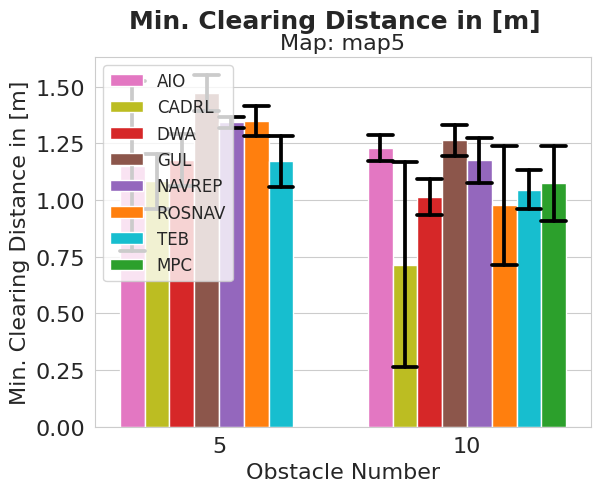 Min. Clearing Distance in [m]
Map: map5
Min. Clearing Distance in [m]
1.50
1.25
1.00
0.75
0.50
0.25
0.00
AIO
CADRL
DWA
GUL
NAVREP
ROSNAV
TEB
MPC
5
10
Obstacle Number